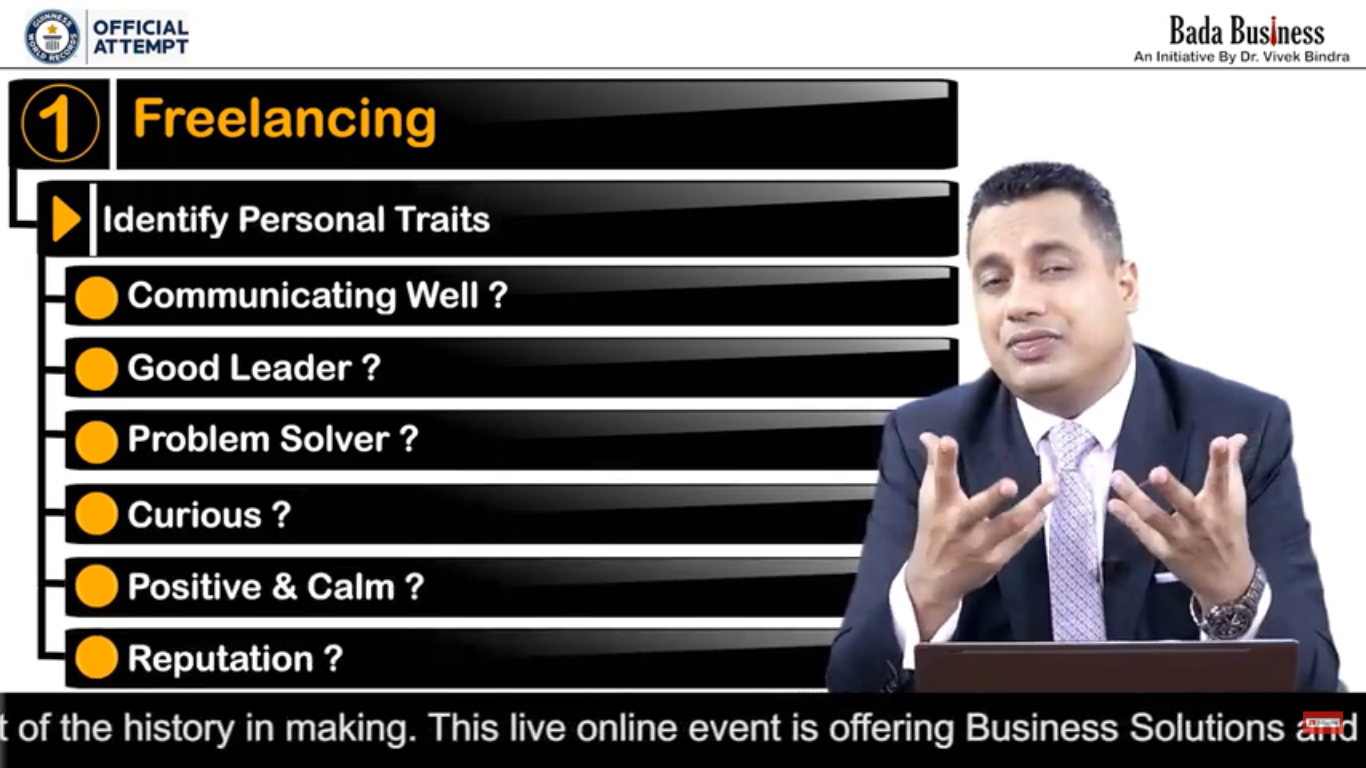 GUINNESS
WORLD RECORDS
OFFICIAL
ATTEMPT
Bada Business
An Initiative By Dr. Vivek Bindra
1
Freelancing
Identify Personal Traits
Communicating Well ?
Good Leader ?
Problem Solver ?
Curious ?
Positive & Calm ?
Reputation ?
t of the history in making. This live online event is offering Business Solutions and